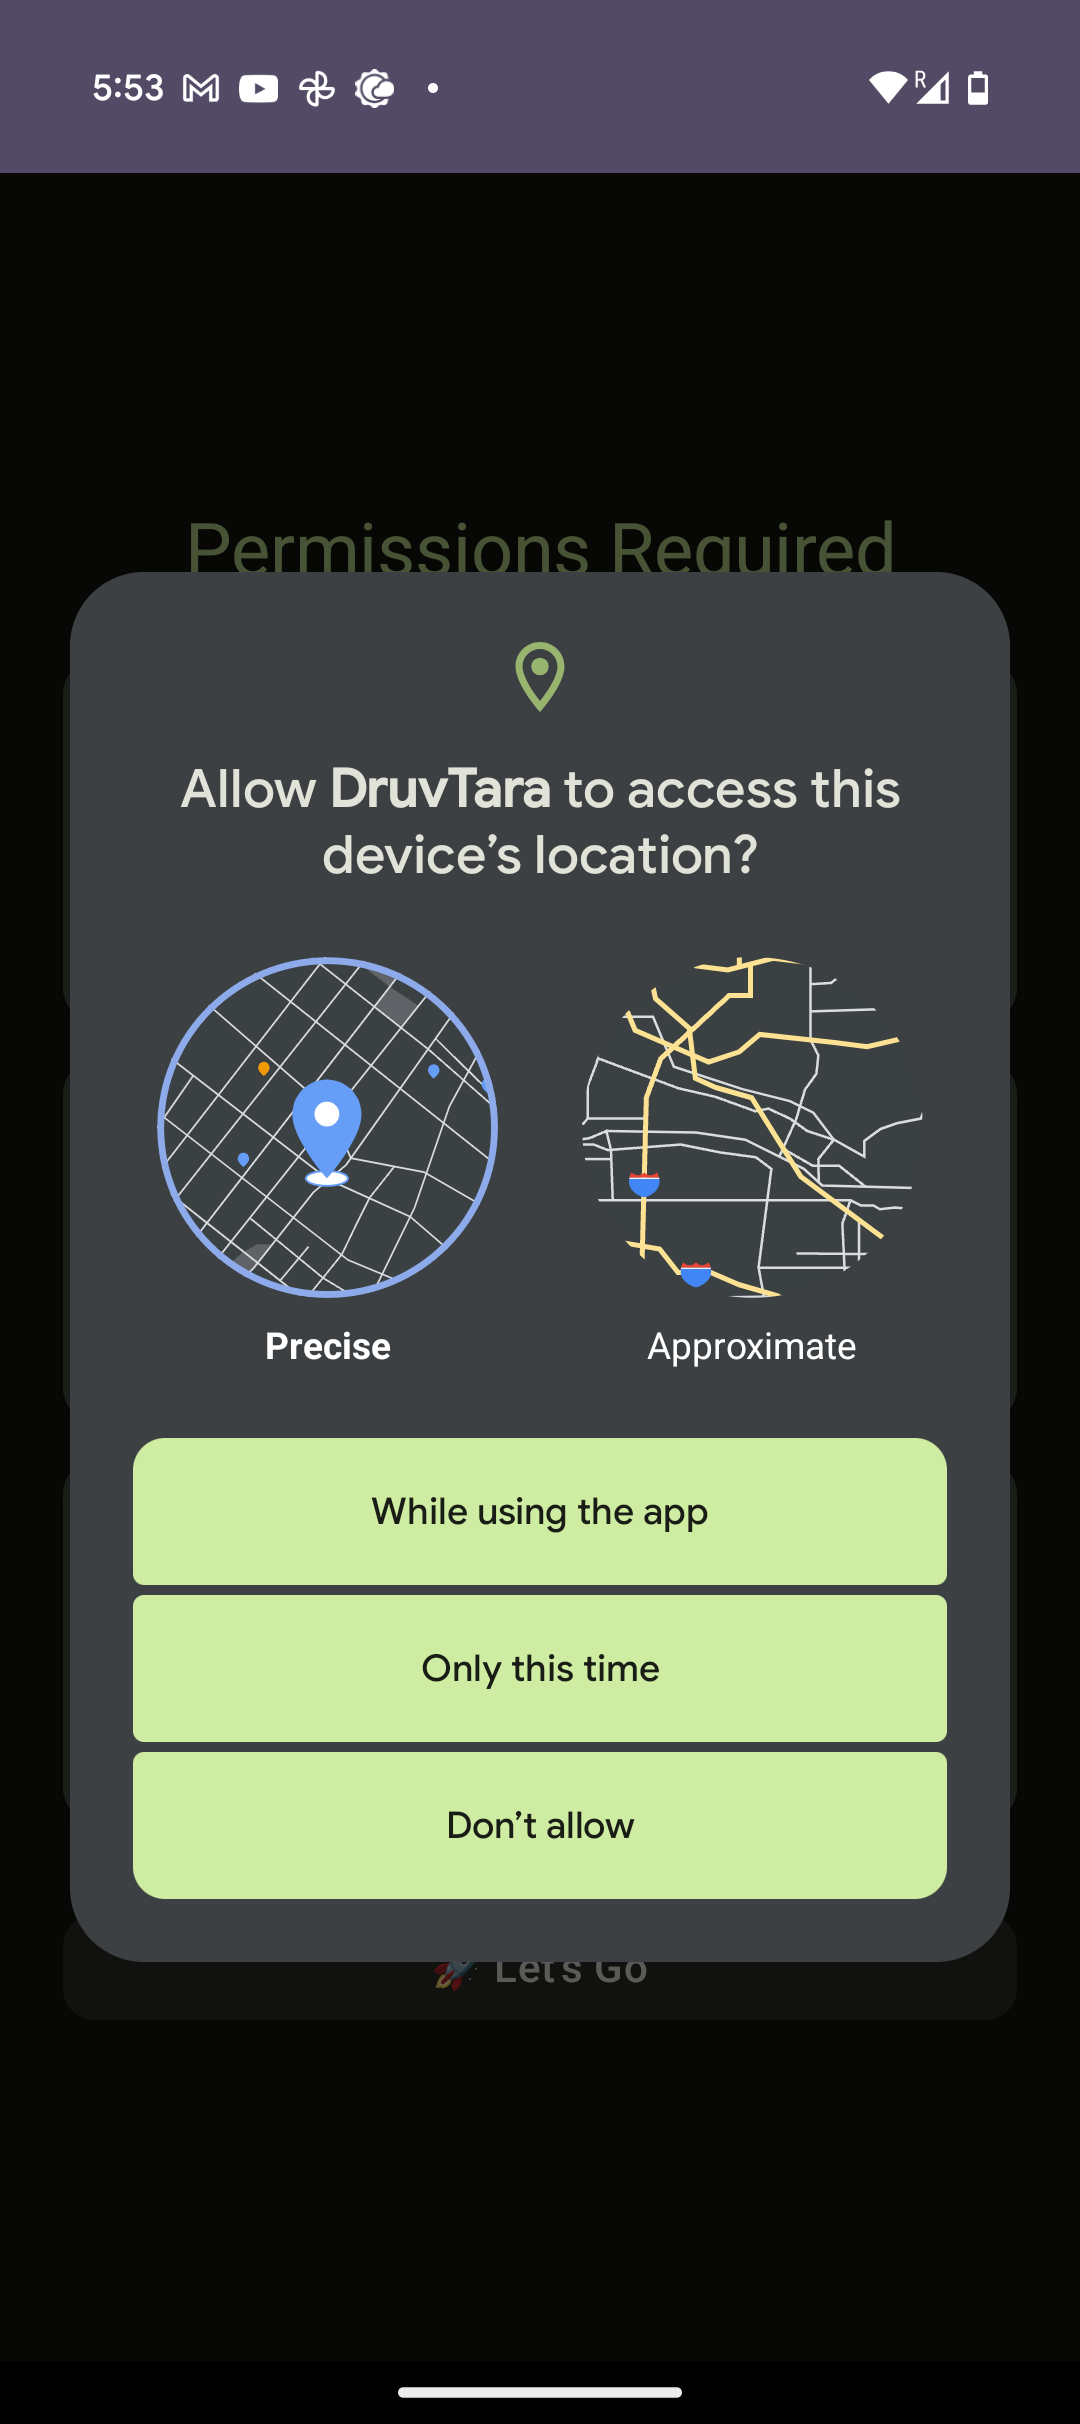 5:53
R
Permissions Required
Allow DruvTara to access this
device’s location?
Precise
Approximate
While using the app
Only this time
Don’t allow
🚀 Let's Go